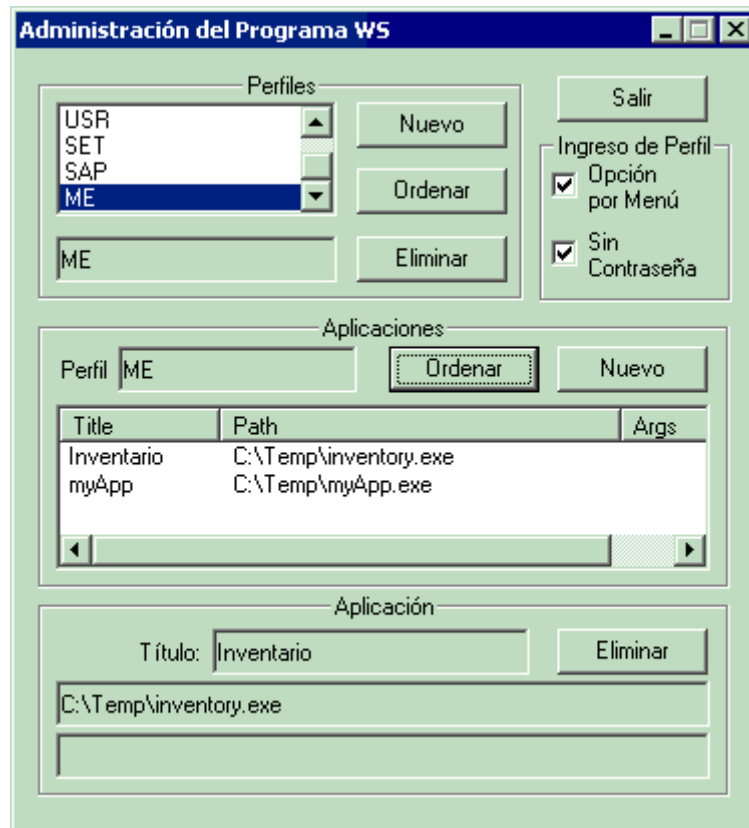 Administración del Programa WS
Perfiles
USR
SET
SAP
ME
ME
Nuevo
Ordenar
Eliminar
Salir
Ingreso de Perfil
Opción
por Menú
Sin
Contraseña
Aplicaciones
Perfil ME Ordenar Nuevo
Title Path Args
Inventario C:\Temp\inventory.exe
myApp C:\Temp\myApp.exe
Aplicación
Título: Inventario Eliminar
C:\Temp\inventory.exe